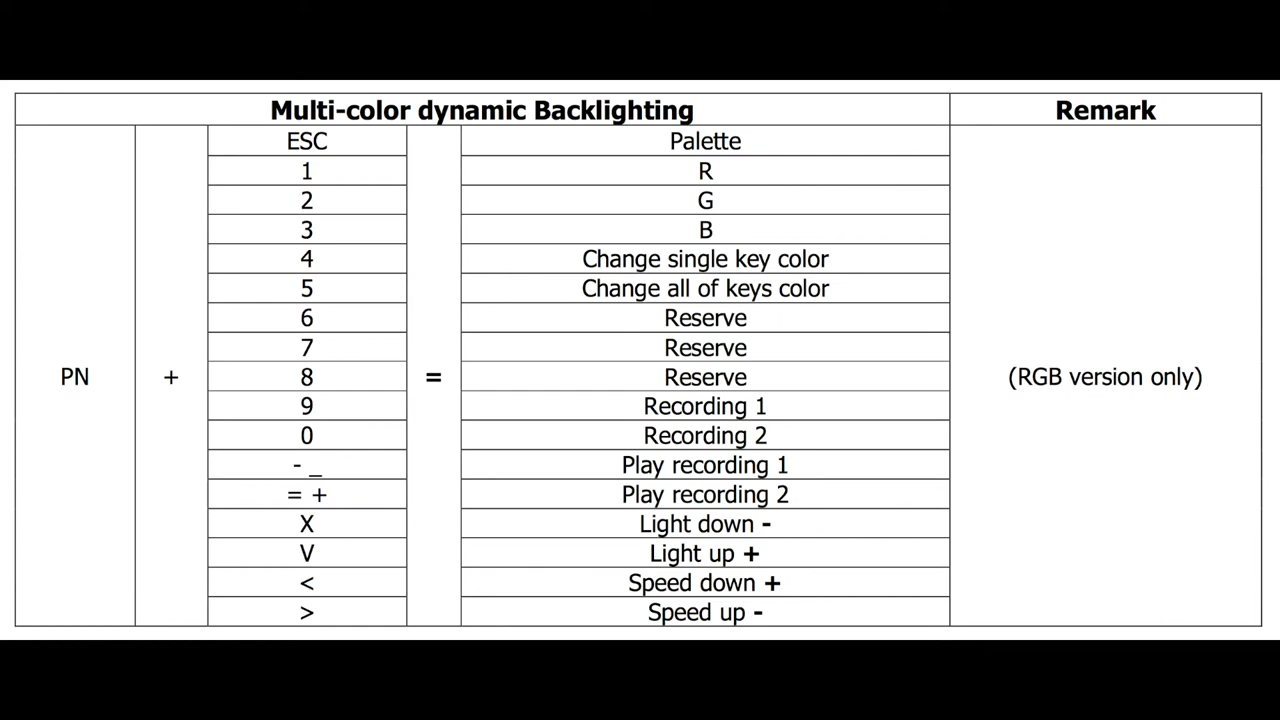 Multi-color dynamic Backlighting Remark
ESC Palette
1 R
2 G
3 B
4 Change single key color
5 Change all of keys color
6 Reserve
7 Reserve
PN + 8 = Reserve (RGB version only)
9 Recording 1
0 Recording 2
- _ Play recording 1
= + Play recording 2
X Light down -
V Light up +
< Speed down +
> Speed up -